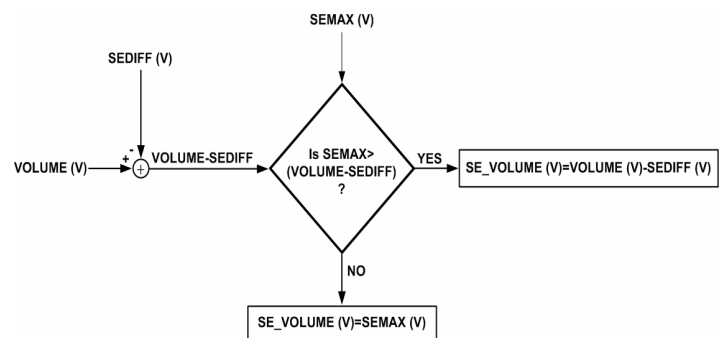 SEMAX (V)
SEDIFF (V)
VOLUME (V)
+
-
+
VOLUME-SEDIFF
Is SEMAX>
(VOLUME-SEDIFF)
?
YES
SE_VOLUME (V)=VOLUME (V)-SEDIFF (V)
NO
SE_VOLUME (V)=SEMAX (V)